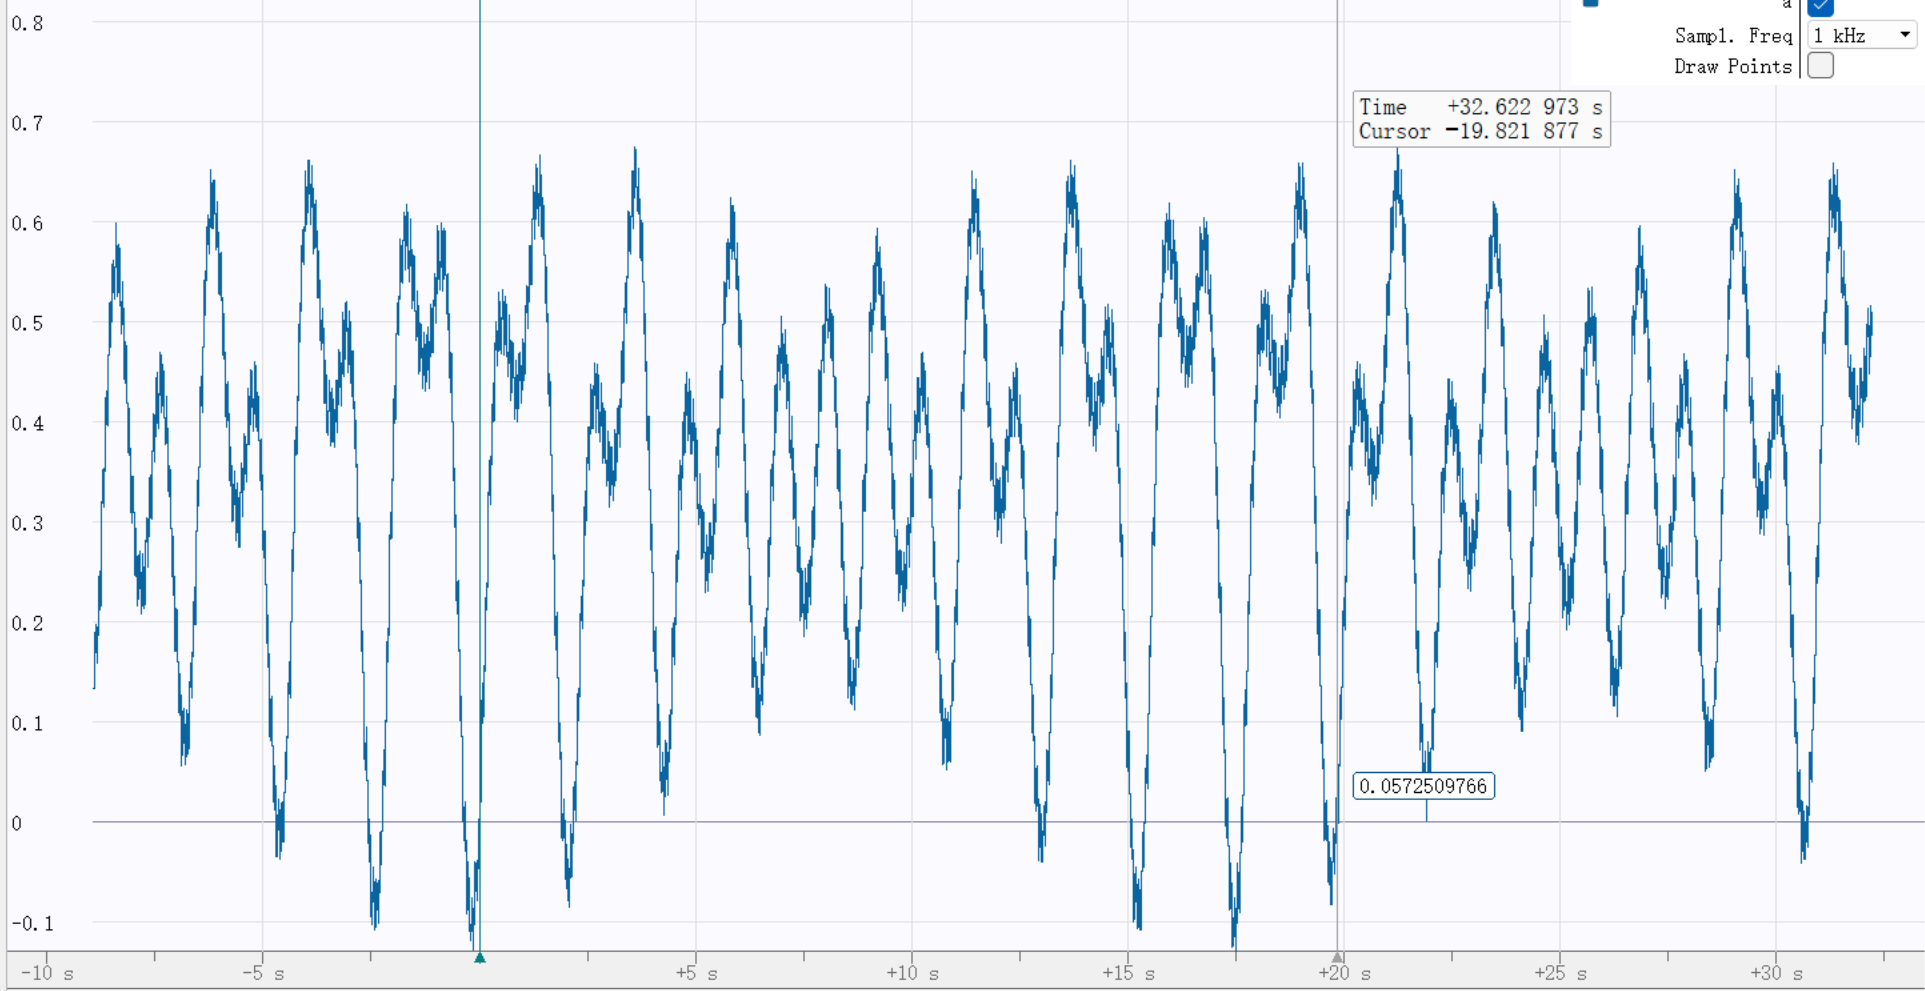 0.8
a
Sampl. Freq 1 kHz
Draw Points
0.7
Time +32.622 973 s
Cursor -19.821 877 s
0.6
0.5
0.4
0.3
0.2
0.1
0.0572509766
0
-0.1
-10 s -5 s +5 s +10 s +15 s +20 s +25 s +30 s